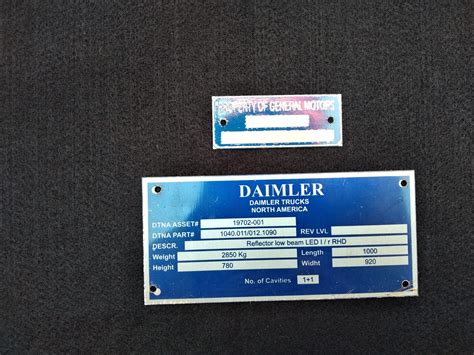 PROPERTY OF GENERAL MOTORS
DAIMLER
DAIMLER TRUCKS
NORTH AMERICA
DTNA ASSET# 19702-001
DTNA PART# 1040.011/012.1090 REV LVL
DESCR. Reflector low beam LED l / r RHD
Weight 2850 Kg Length 1000
Height 780 Widht 920
No. of Cavities 1+1